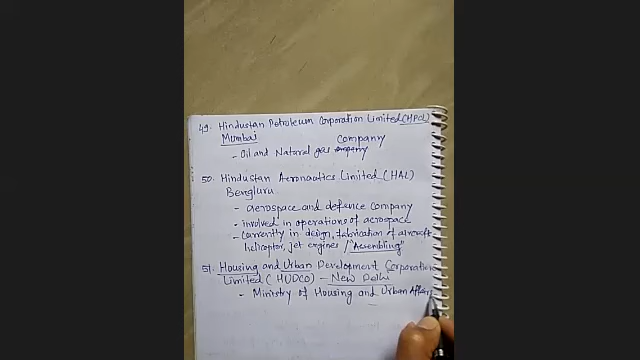 49. Hindustan Petroleum Corporation Limited (HPCL)
Mumbai
- Oil and Natural gas Company
50. Hindustan Aeronautics Limited (HAL)
Bengluru
- aerospace and defence company
- involved in operations of aerospace
- currently in design, fabrication of aircraft
helicoptor, jet engines / "Assembling"
51. Housing and Urban Development Corporation
Limited (HUDCO) - New Delhi
- Ministry of Housing and Urban Affairs